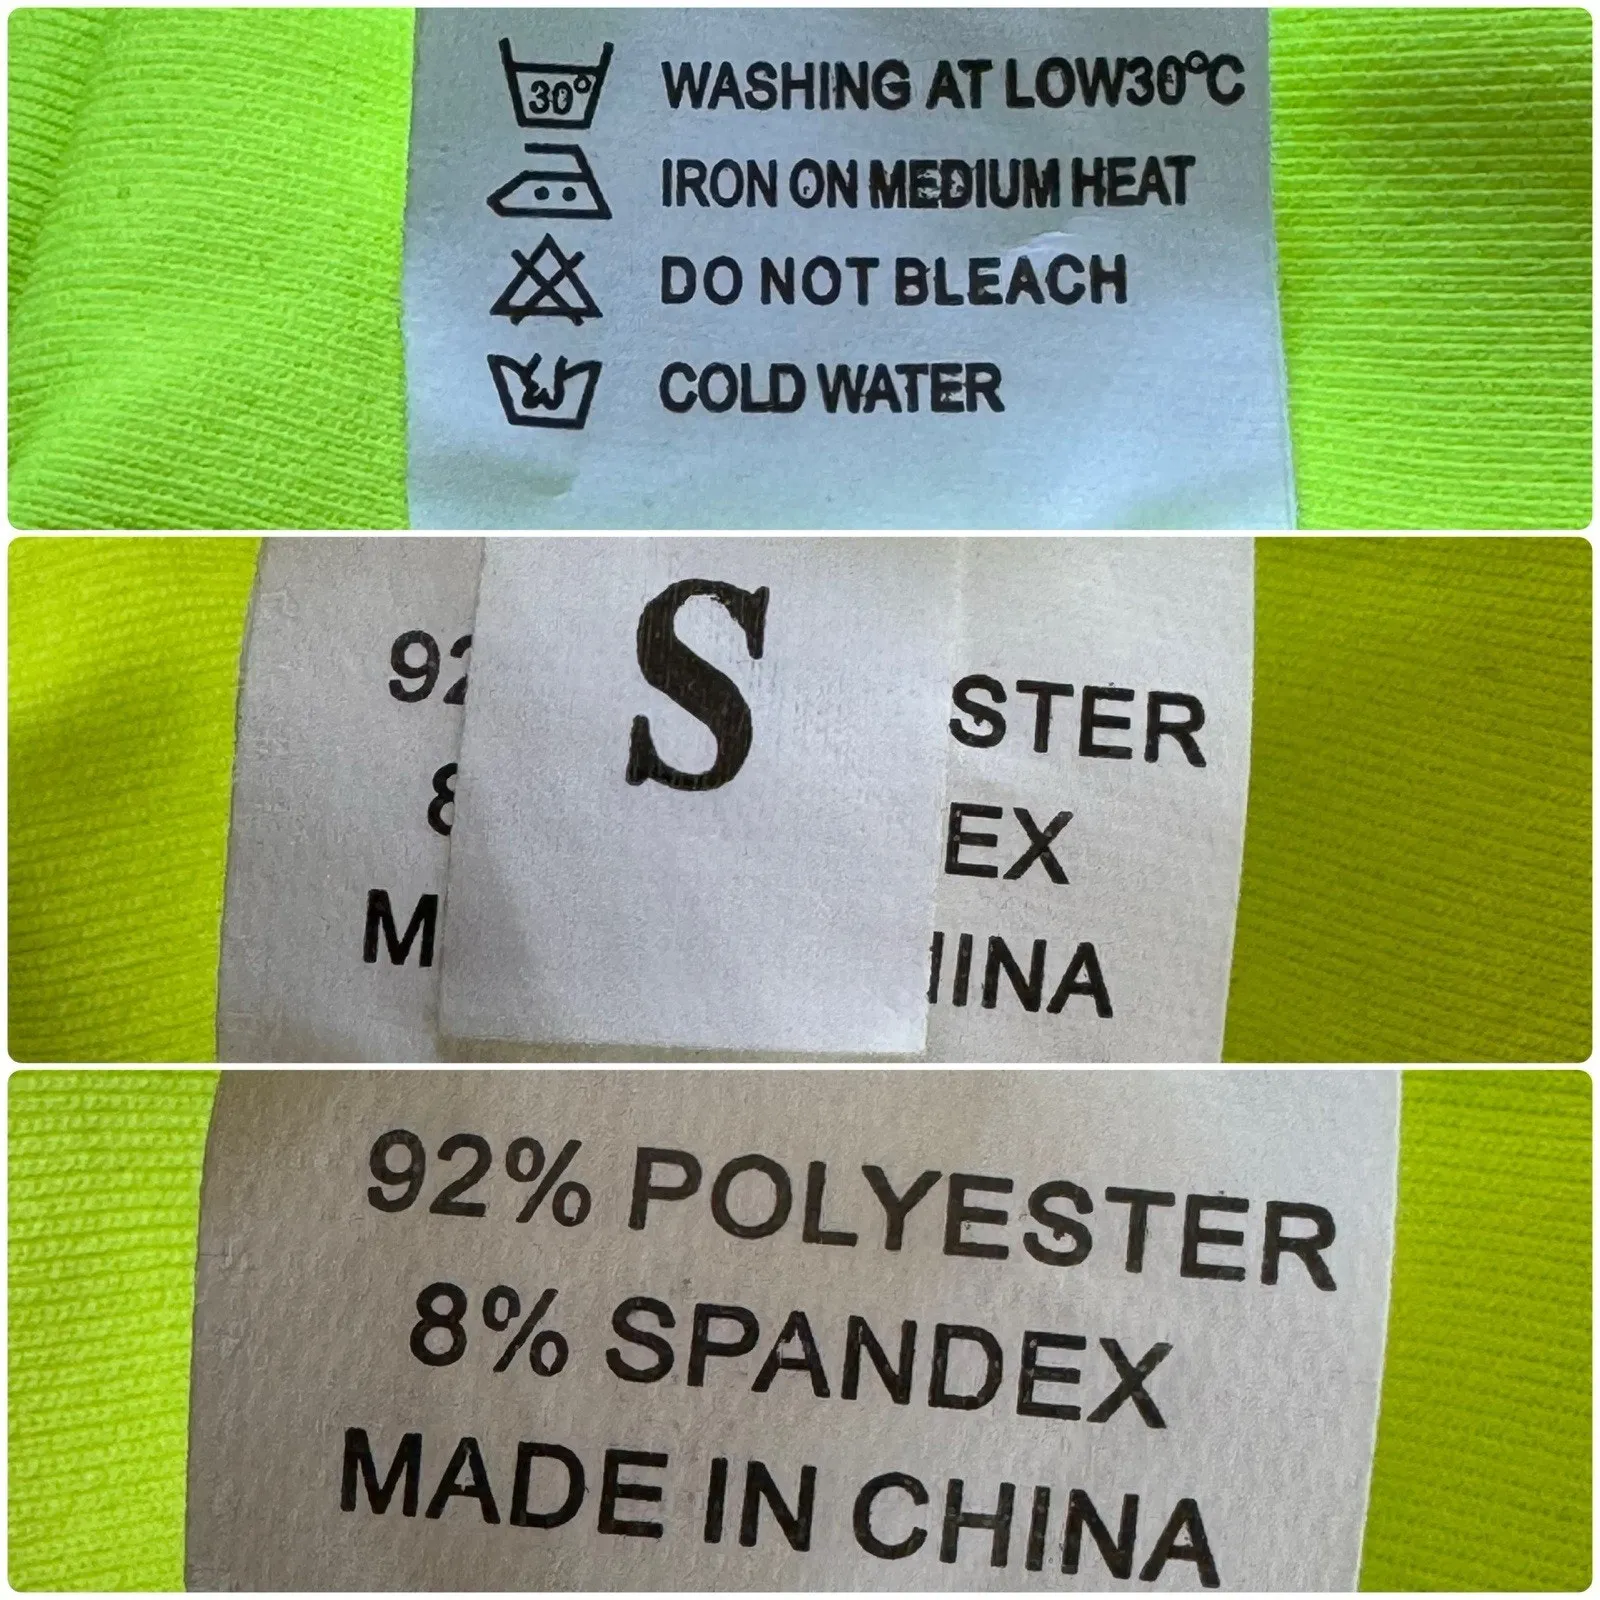 30°
WASHING AT LOW30°C
IRON ON MEDIUM HEAT
DO NOT BLEACH
COLD WATER
S
92
STER
8
EX
M
HINA
92% POLYESTER
8% SPANDEX
MADE IN CHINA